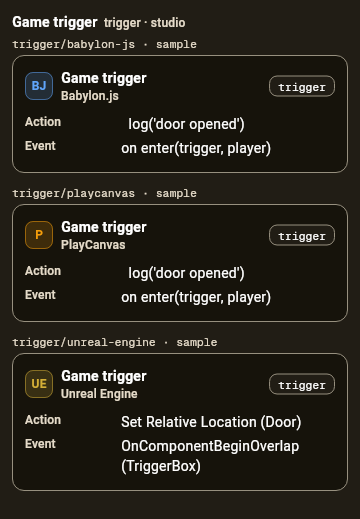 Game trigger trigger · studio
trigger/babylon-js · sample
BJ
Game trigger
Babylon.js
trigger
Action log('door opened')
Event on enter(trigger, player)
trigger/playcanvas · sample
P
Game trigger
PlayCanvas
trigger
Action log('door opened')
Event on enter(trigger, player)
trigger/unreal-engine · sample
UE
Game trigger
Unreal Engine
trigger
Action Set Relative Location (Door)
Event OnComponentBeginOverlap
(TriggerBox)